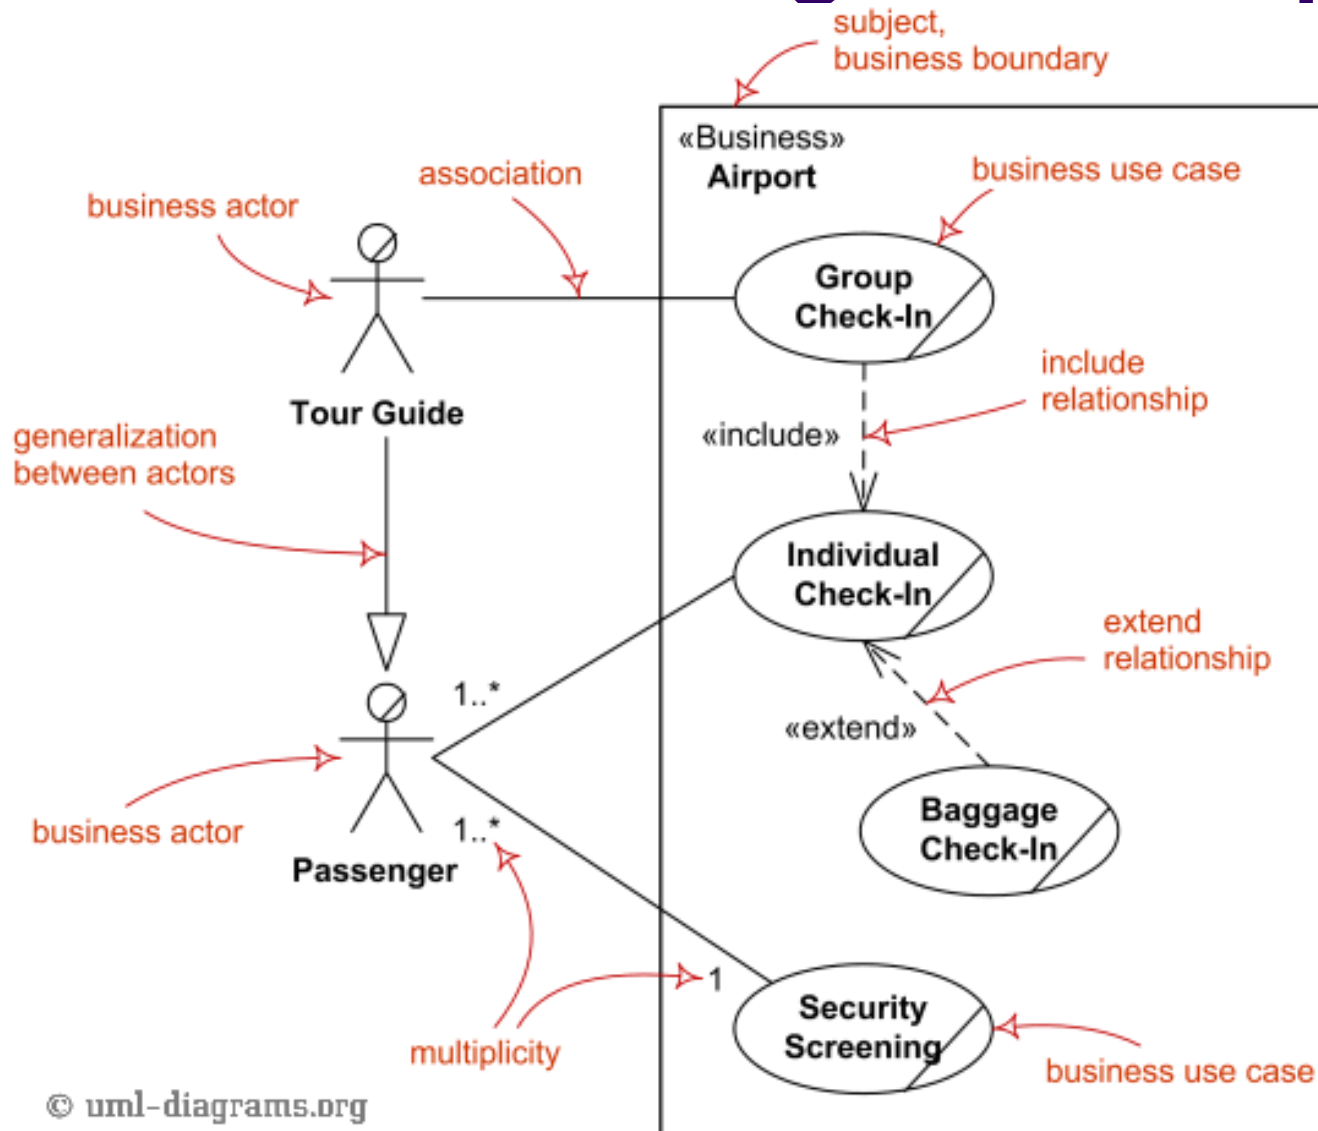 subject,
business boundary
«Business»
Airport
association
business use case
business actor
Group
Check-In
include
relationship
Tour Guide
«include»
generalization
between actors
Individual
Check-In
extend
relationship
1..*
«extend»
Baggage
Check-In
business actor
1..*
Passenger
1
Security
Screening
multiplicity
business use case
© uml-diagrams.org